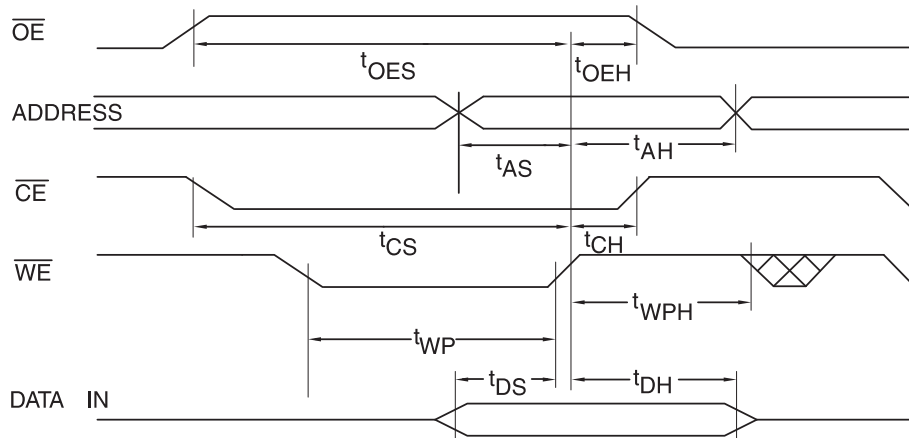 OE
tOES
tOEH
ADDRESS
tAS
tAH
CE
tCS
tCH
WE
tWPH
tWP
tDS
tDH
DATA IN